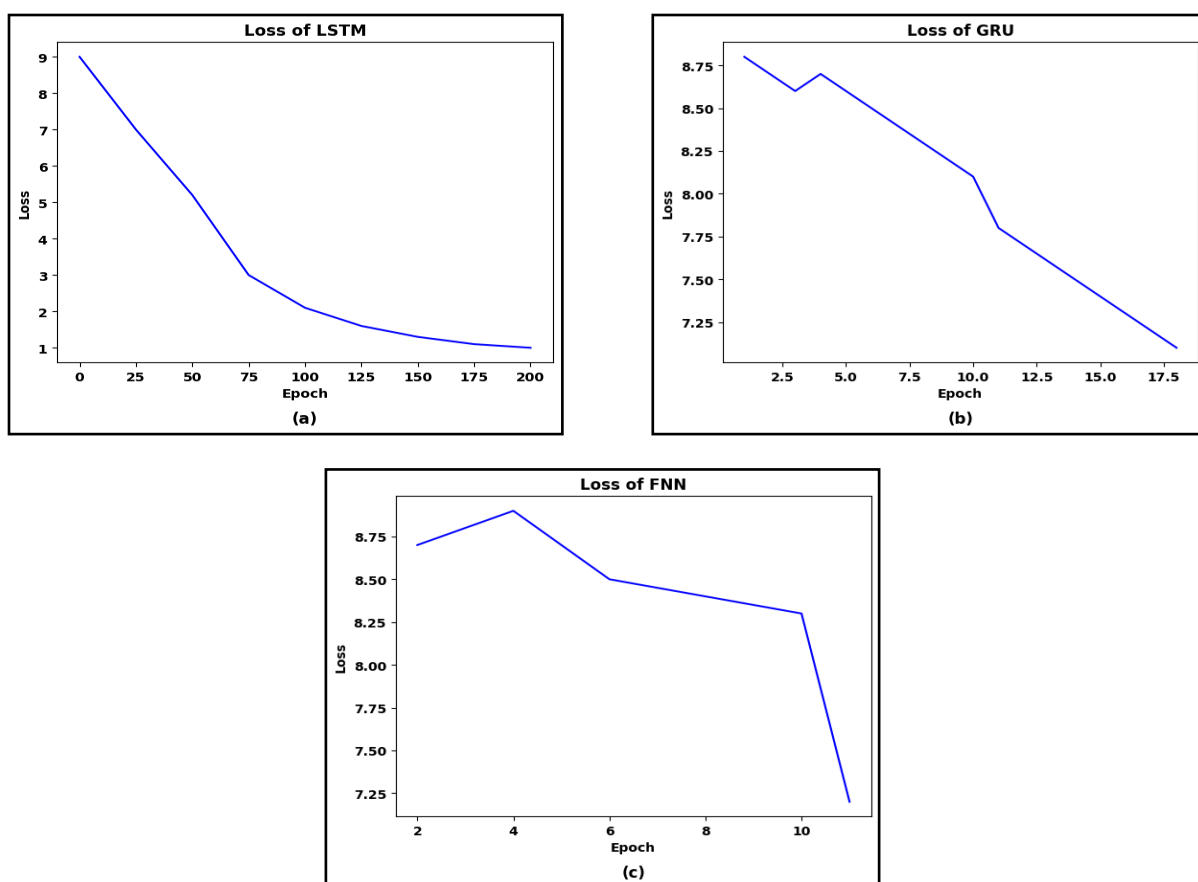 Loss of LSTM
9
8
7
6
5
4
3
2
1
Loss
0 25 50 75 100 125 150 175 200
Epoch
(a)
Loss of GRU
8.75
8.50
8.25
8.00
7.75
7.50
7.25
Loss
2.5 5.0 7.5 10.0 12.5 15.0 17.5
Epoch
(b)
Loss of FNN
8.75
8.50
8.25
8.00
7.75
7.50
7.25
Loss
2 4 6 8 10
Epoch
(c)